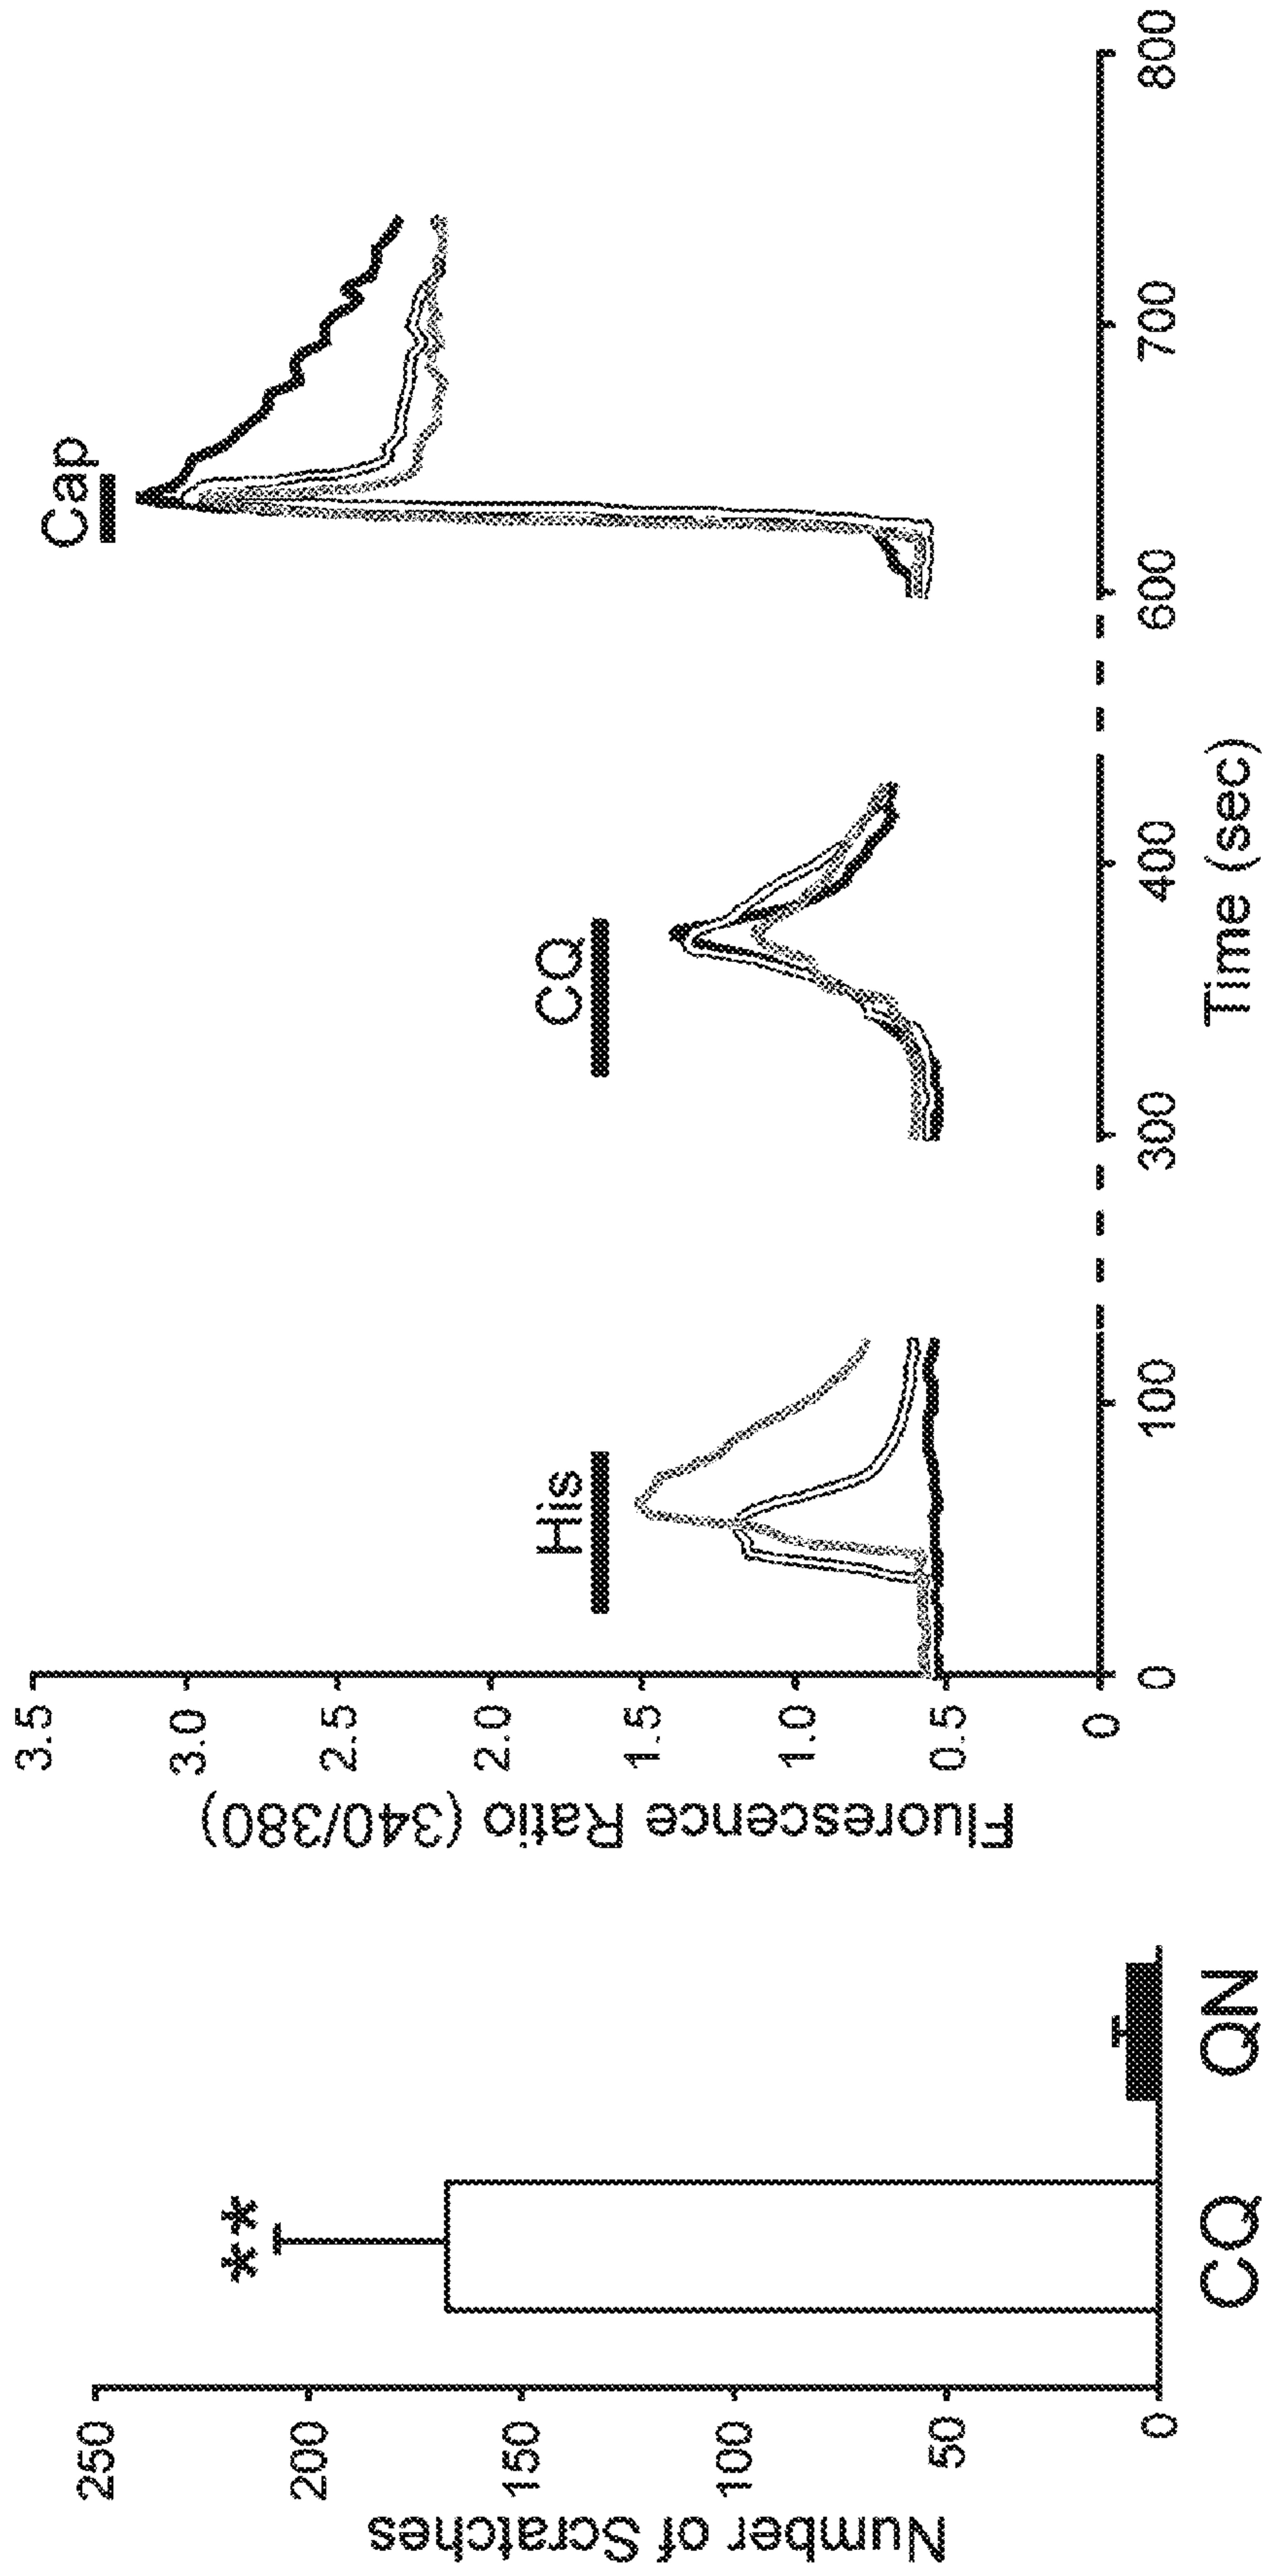 Number of Scratches
250
200
150
100
50
0
**
CQ QN
Fluorescence Ratio (340/380)
3.5
3.0
2.5
2.0
1.5
1.0
0.5
0
His
CQ
Cap
0 100 300 400 600 700 800
Time (sec)